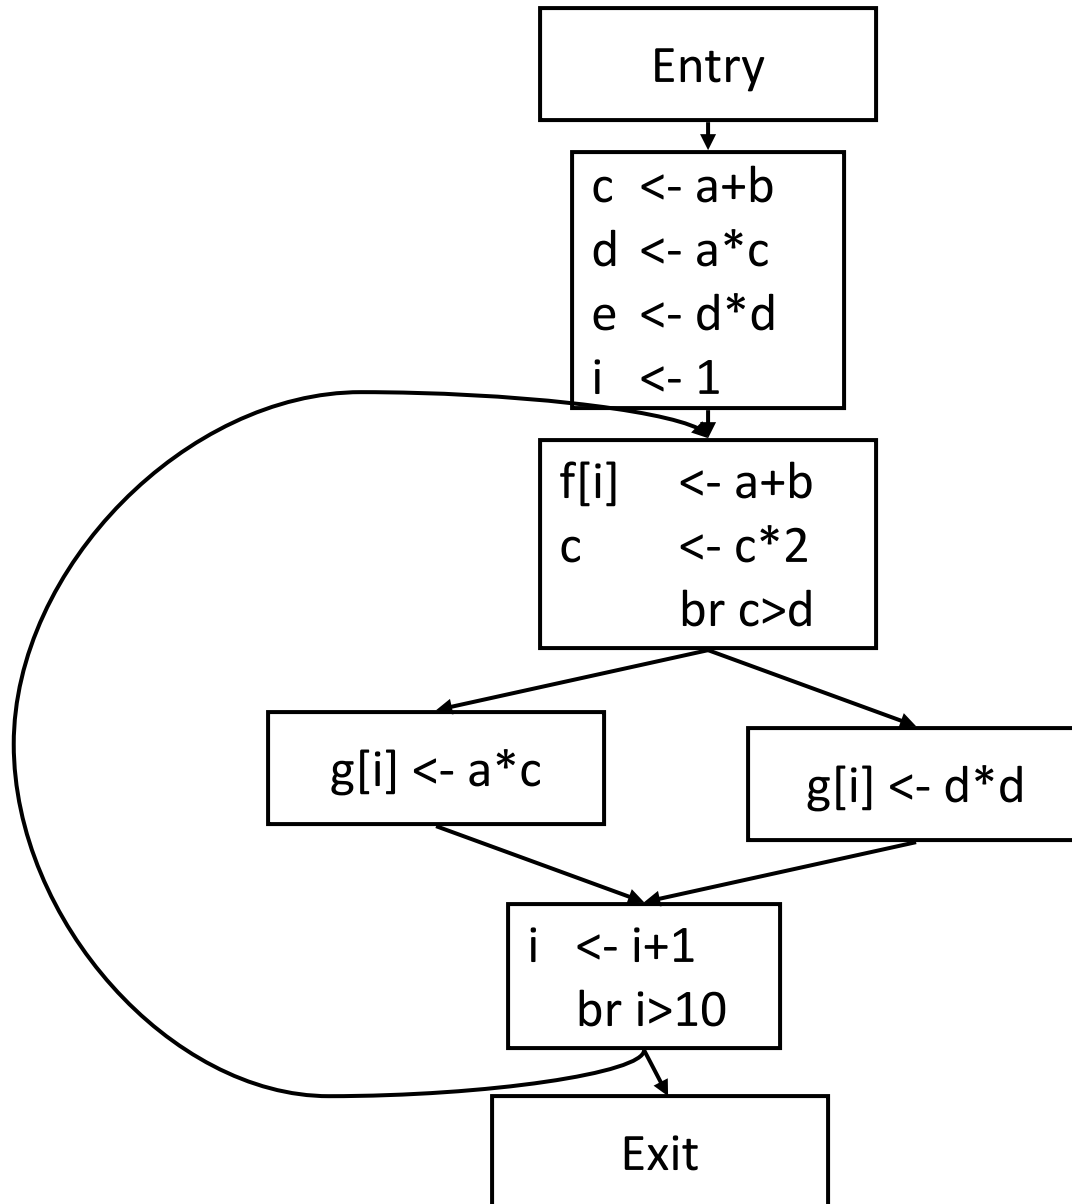 Entry
c <- a+b
d <- a*c
e <- d*d
i <- 1
f[i] <- a+b
c <- c*2
br c>d
g[i] <- a*c
g[i] <- d*d
i <- i+1
br i>10
Exit